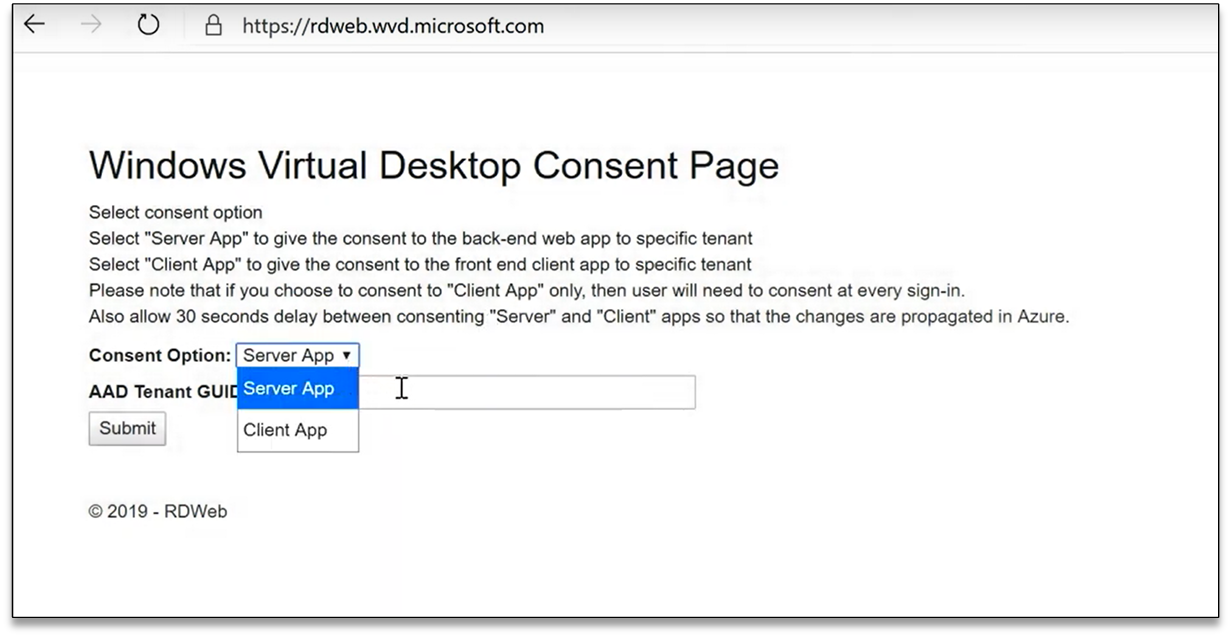 https://rdweb.wvd.microsoft.com
Windows Virtual Desktop Consent Page
Select consent option
Select "Server App" to give the consent to the back-end web app to specific tenant
Select "Client App" to give the consent to the front end client app to specific tenant
Please note that if you choose to consent to "Client App" only, then user will need to consent at every sign-in.
Also allow 30 seconds delay between consenting "Server" and "Client" apps so that the changes are propagated in Azure.
Consent Option: Server App ▼
AAD Tenant GUID
Server App
Client App
Submit
© 2019 - RDWeb